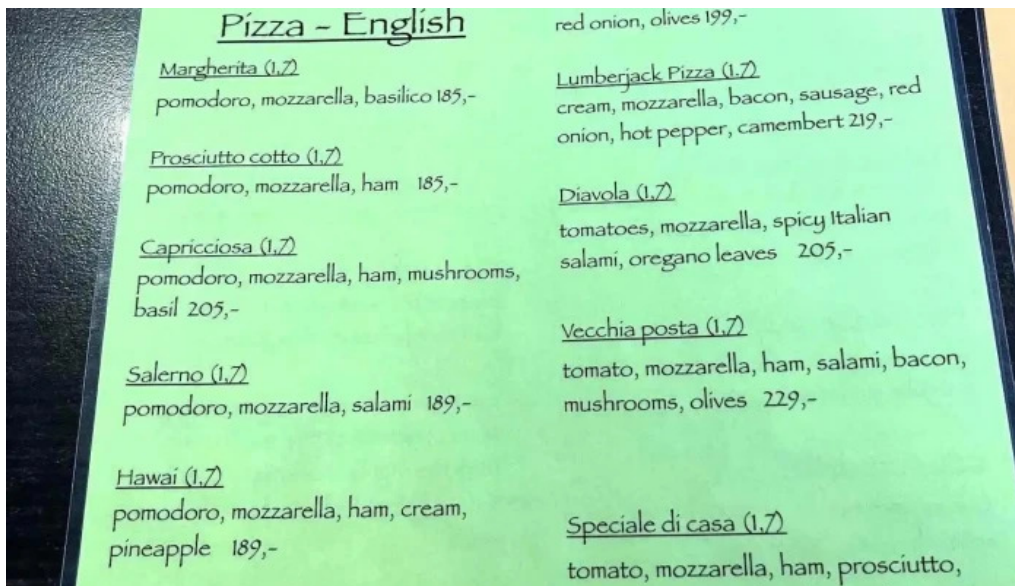 Pizza - English
Margherita (1,7)
pomodoro, mozzarella, basilico 185,-
Prosciutto cotto (1,7)
pomodoro, mozzarella, ham 185,-
Capricciosa (1,7)
pomodoro, mozzarella, ham, mushrooms,
basil 205,-
Salerno (1,7)
pomodoro, mozzarella, salami 189,-
Hawai (1,7)
pomodoro, mozzarella, ham, cream,
pineapple 189,-
red onion, olives 199,-
Lumberjack Pizza (1.7)
cream, mozzarella, bacon, sausage, red
onion, hot pepper, camembert 219,-
Diavola (1,7)
tomatoes, mozzarella, spicy Italian
salami, oregano leaves 205,-
Vecchia posta (1,7)
tomato, mozzarella, ham, salami, bacon,
mushrooms, olives 229,-
Speciale di casa (1,7)
tomato, mozzarella, ham, prosciutto,